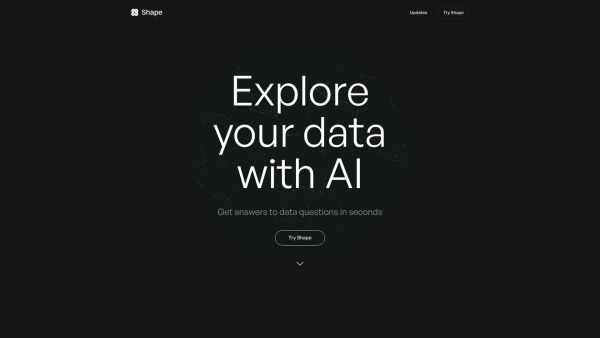 Shape
Updates
Try Shape
Explore
your data
with AI
Get answers to data questions in seconds
Try Shape